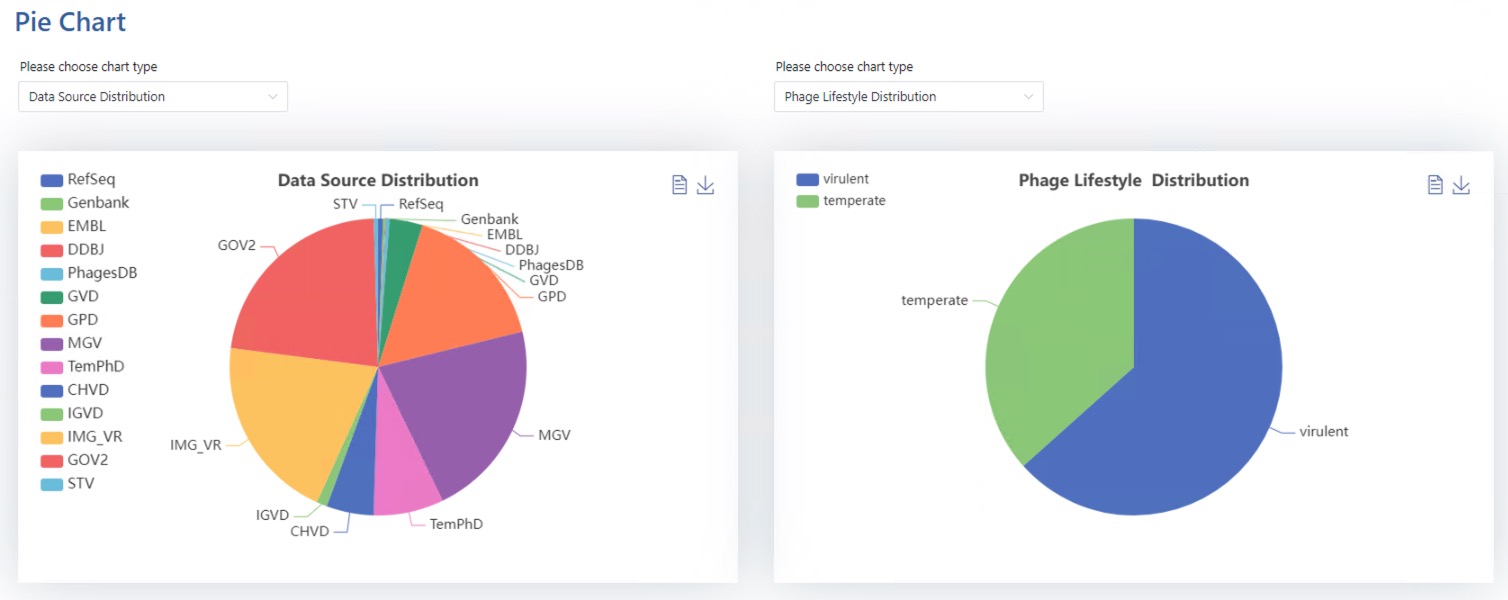 Pie Chart
Please choose chart type
Data Source Distribution
Please choose chart type
Phage Lifestyle Distribution
Data Source Distribution
RefSeq
Genbank
EMBL
DDBJ
PhagesDB
GVD
GPD
MGV
TemPhD
CHVD
IGVD
IMG_VR
GOV2
STV
STV
RefSeq
Genbank
EMBL
DDBJ
PhagesDB
GVD
GPD
MGV
TemPhD
CHVD
IGVD
IMG_VR
GOV2
Phage Lifestyle Distribution
virulent
temperate
temperate
virulent